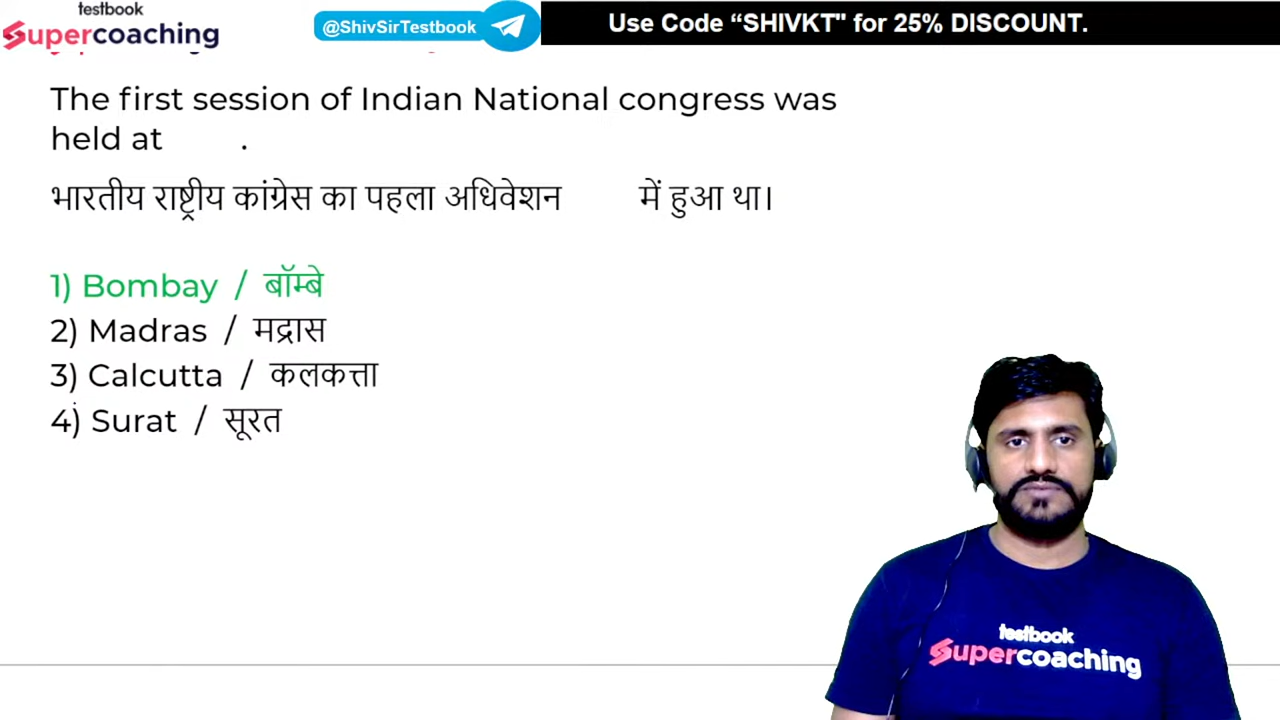 testbook
Supercoaching
@ShivSirTestbook
Use Code “SHIVKT" for 25% DISCOUNT.
The first session of Indian National congress was
held at .
भारतीय राष्ट्रीय कांग्रेस का पहला अधिवेशन में हुआ था।
1) Bombay / बॉम्बे
2) Madras / मद्रास
3) Calcutta / कलकत्ता
4) Surat / सूरत
testbook
Supercoaching